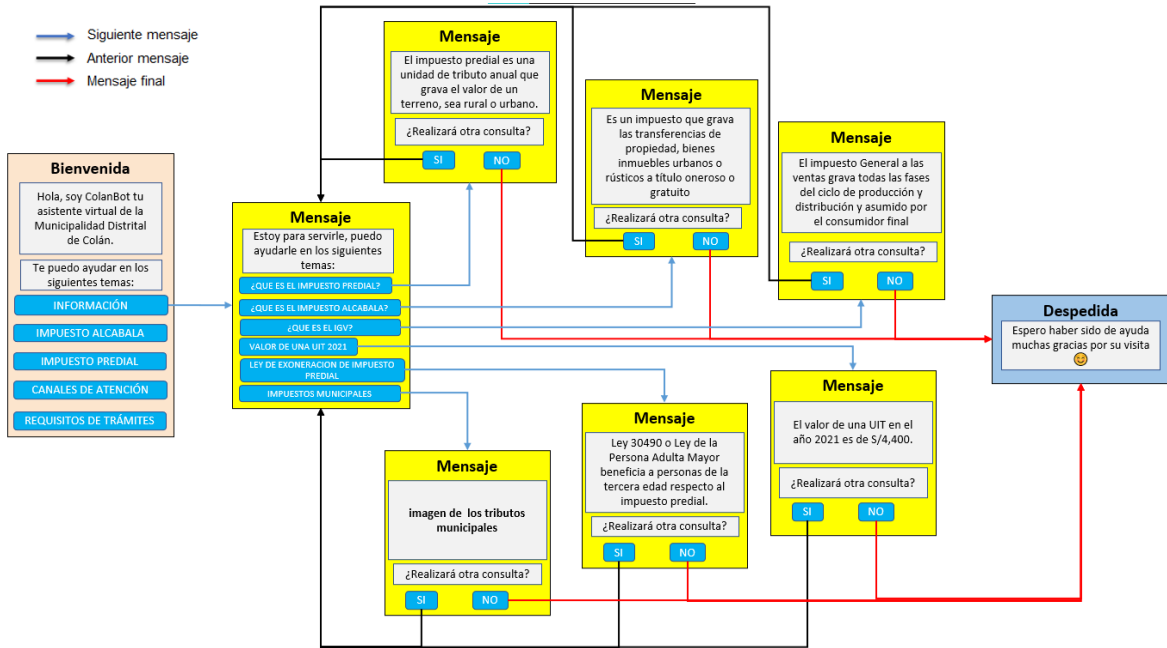 Siguiente mensaje
Anterior mensaje
Mensaje final
Bienvenida
Hola, soy ColanBot tu
asistente virtual de la
Municipalidad Distrital
de Colán.
Te puedo ayudar en los
siguientes temas:
INFORMACIÓN
IMPUESTO ALCABALA
IMPUESTO PREDIAL
CANALES DE ATENCIÓN
REQUISITOS DE TRÁMITES
Mensaje
Estoy para servirle, puedo
ayudarle en los siguientes
temas:
¿QUE ES EL IMPUESTO PREDIAL?
¿QUE ES EL IMPUESTO ALCABALA?
¿QUE ES EL IGV?
VALOR DE UNA UIT 2021
LEY DE EXONERACION DE IMPUESTO
PREDIAL
IMPUESTOS MUNICIPALES
Mensaje
El impuesto predial es una
unidad de tributo anual que
grava el valor de un
terreno, sea rural o urbano.
¿Realizará otra consulta?
SI
NO
Mensaje
Es un impuesto que grava
las transferencias de
propiedad, bienes
inmuebles urbanos o
rústicos a título oneroso o
gratuito
¿Realizará otra consulta?
SI
NO
Mensaje
El impuesto General a las
ventas grava todas las fases
del ciclo de producción y
distribución y asumido por
el consumidor final
¿Realizará otra consulta?
SI
NO
Mensaje
imagen de los tributos
municipales
¿Realizará otra consulta?
SI
NO
Mensaje
Ley 30490 o Ley de la
Persona Adulta Mayor
beneficia a personas de la
tercera edad respecto al
impuesto predial.
¿Realizará otra consulta?
SI
NO
Mensaje
El valor de una UIT en el
año 2021 es de S/4,400.
¿Realizará otra consulta?
SI
NO
Despedida
Espero haber sido de ayuda
muchas gracias por su visita
😊